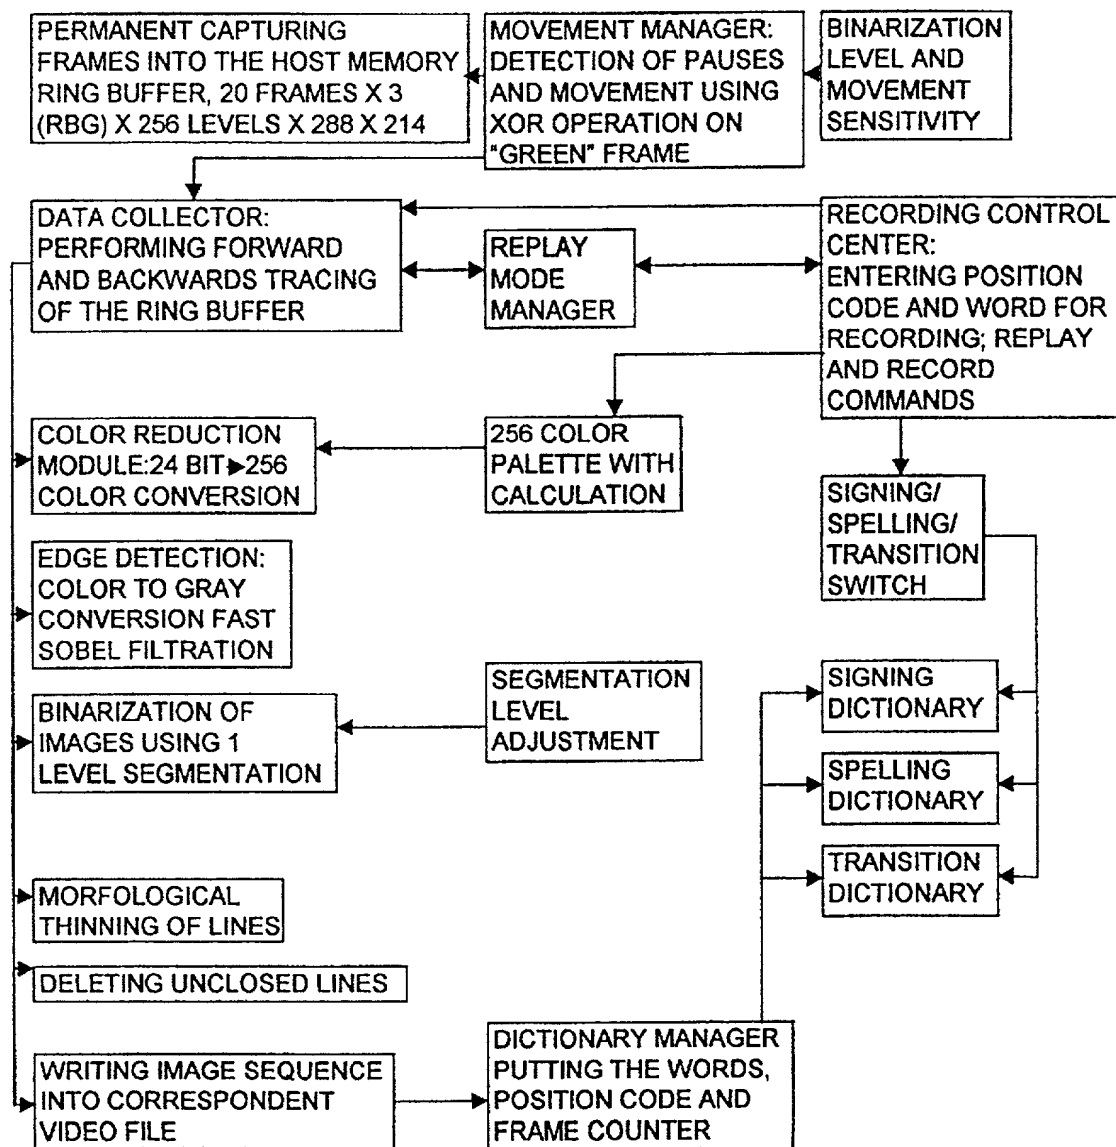 PERMANENT CAPTURING
FRAMES INTO THE HOST MEMORY
RING BUFFER, 20 FRAMES X 3
(RBG) X 256 LEVELS X 288 X 214
MOVEMENT MANAGER:
DETECTION OF PAUSES
AND MOVEMENT USING
XOR OPERATION ON
"GREEN" FRAME
BINARIZATION
LEVEL AND
MOVEMENT
SENSITIVITY
DATA COLLECTOR:
PERFORMING FORWARD
AND BACKWARDS TRACING
OF THE RING BUFFER
REPLAY
MODE
MANAGER
RECORDING CONTROL
CENTER:
ENTERING POSITION
CODE AND WORD FOR
RECORDING; REPLAY
AND RECORD
COMMANDS
COLOR REDUCTION
MODULE:24 BIT▶256
COLOR CONVERSION
256 COLOR
PALETTE WITH
CALCULATION
SIGNING/
SPELLING/
TRANSITION
SWITCH
EDGE DETECTION:
COLOR TO GRAY
CONVERSION FAST
SOBEL FILTRATION
BINARIZATION OF
IMAGES USING 1
LEVEL SEGMENTATION
SEGMENTATION
LEVEL
ADJUSTMENT
SIGNING
DICTIONARY
SPELLING
DICTIONARY
TRANSITION
DICTIONARY
MORFOLOGICAL
THINNING OF LINES
DELETING UNCLOSED LINES
WRITING IMAGE SEQUENCE
INTO CORRESPONDENT
VIDEO FILE
DICTIONARY MANAGER
PUTTING THE WORDS,
POSITION CODE AND
FRAME COUNTER